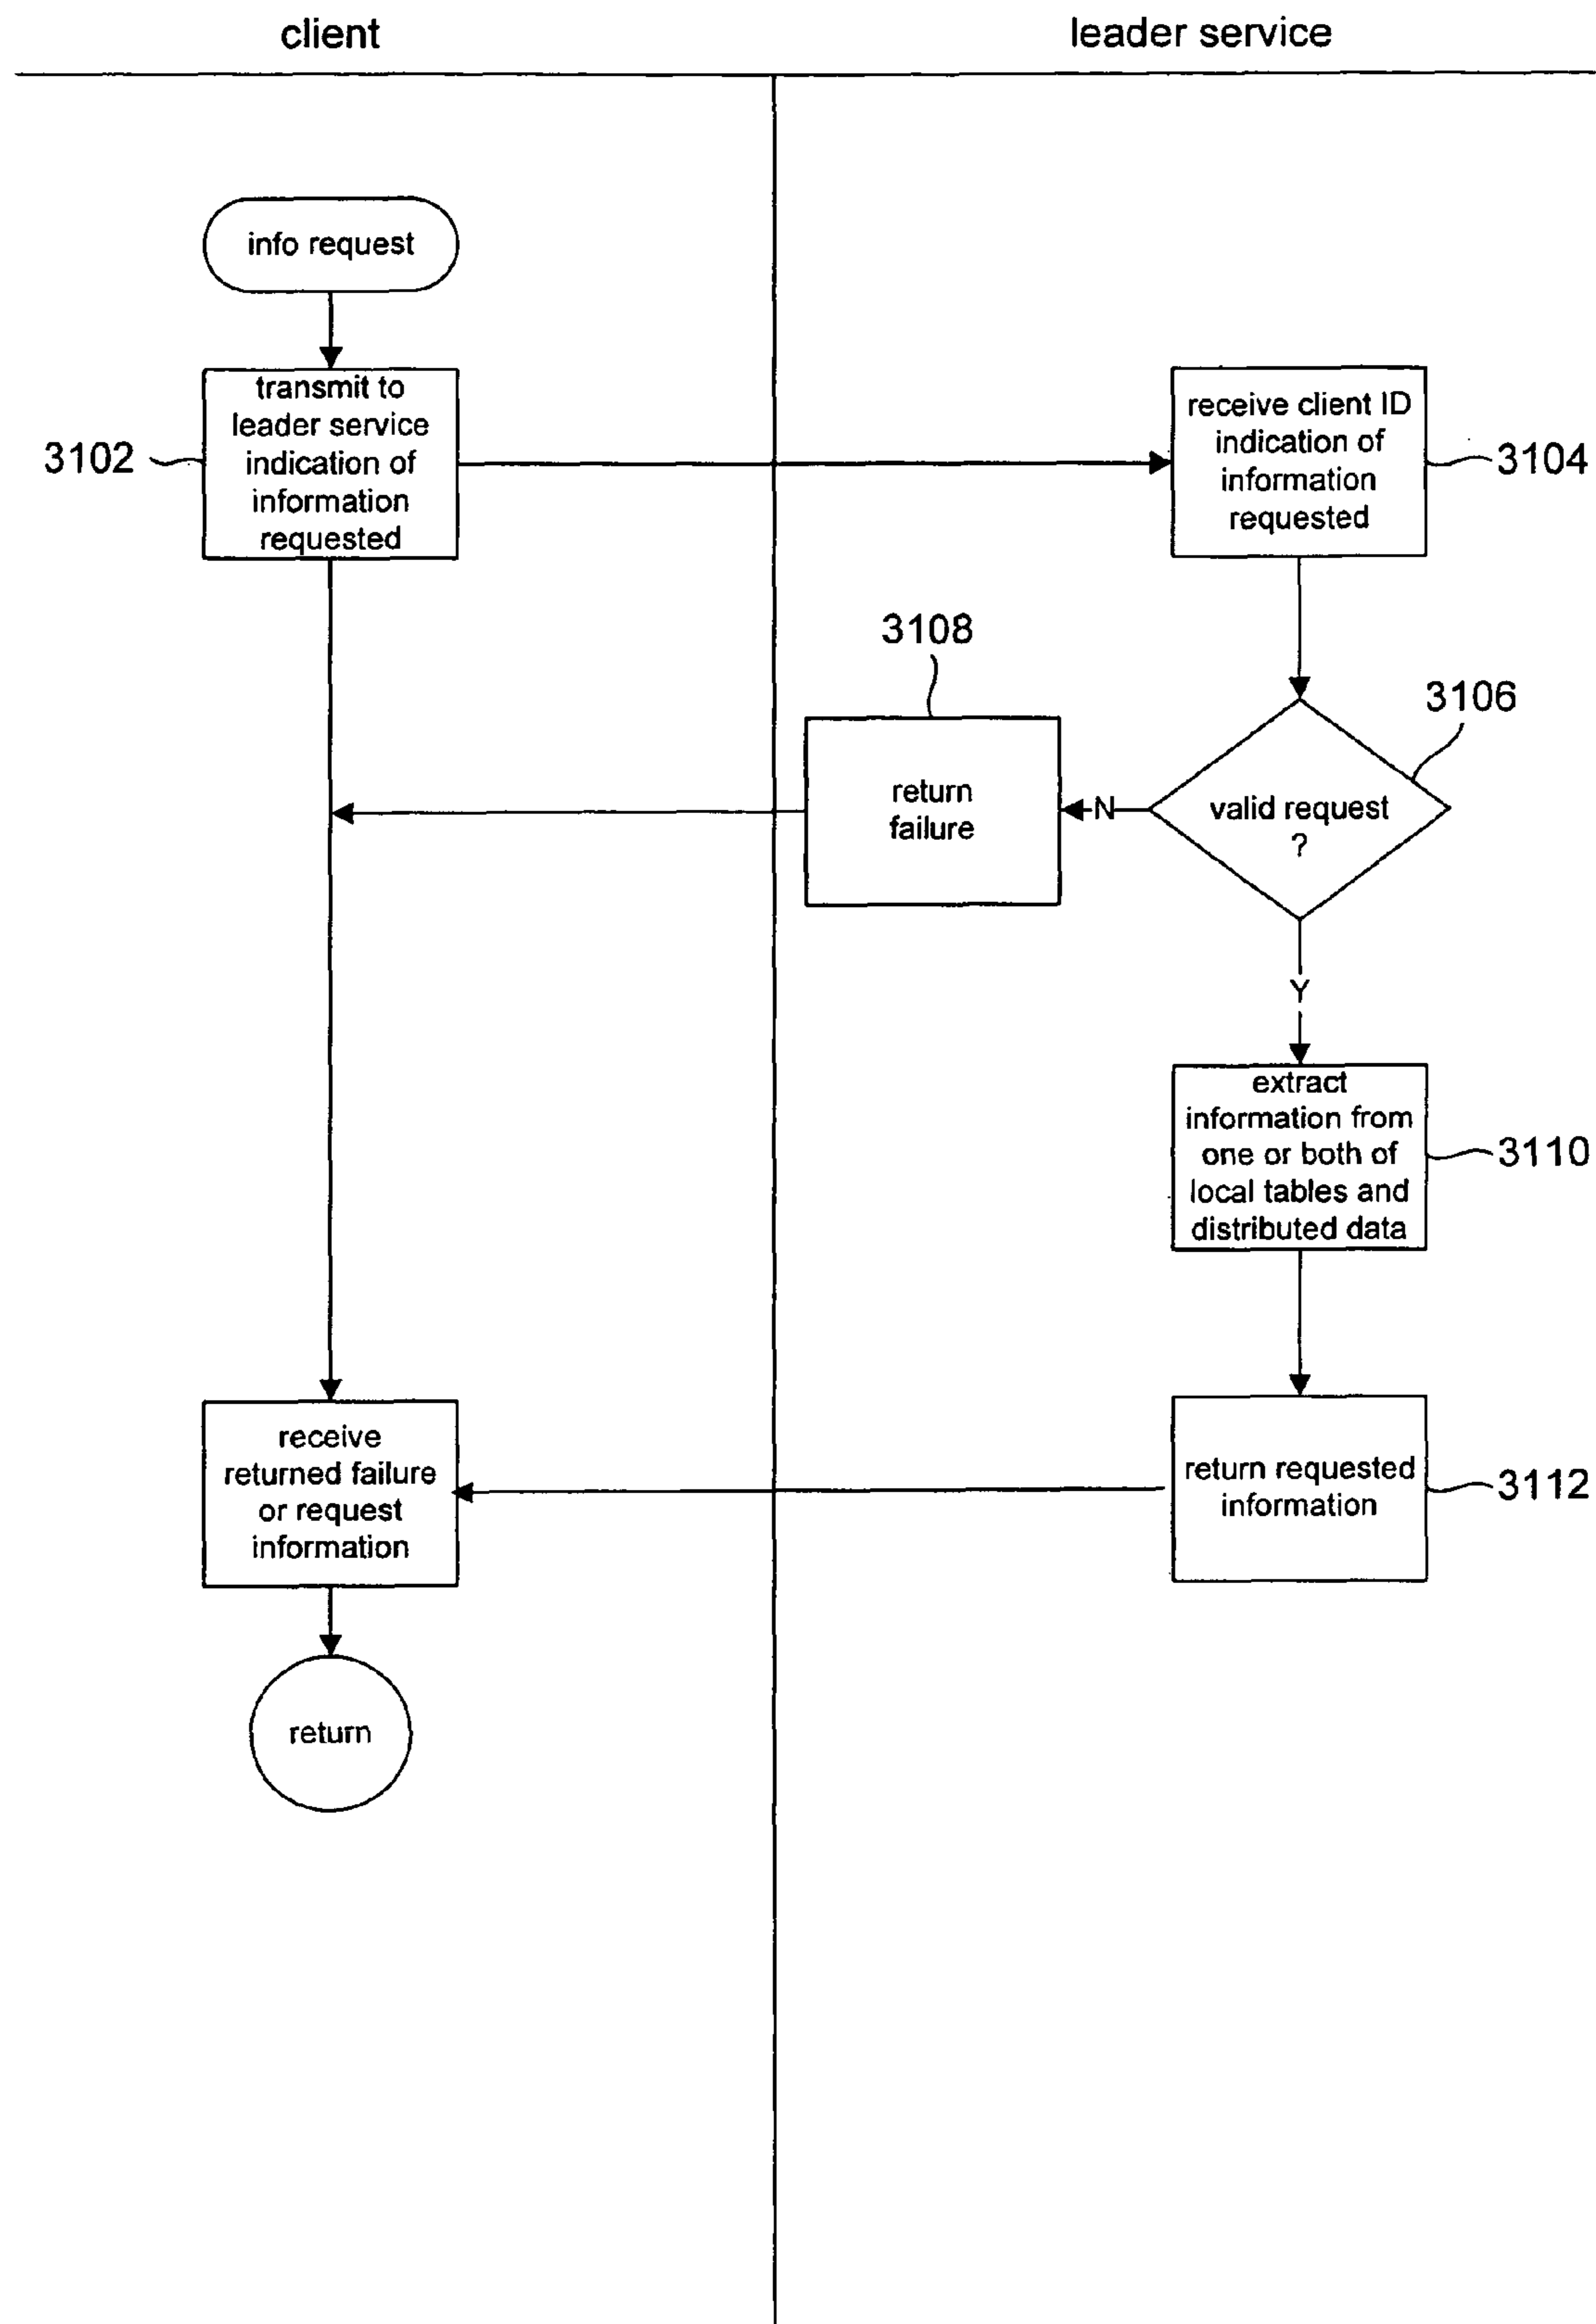 client
leader service
info request
transmit to
leader service
indication of
information
requested
3102
receive client ID
indication of
information
requested
3104
3108
3106
return
failure
N
valid request
?
Y
extract
information from
one or both of
local tables and
distributed data
3110
receive
returned failure
or request
information
return requested
information
3112
return